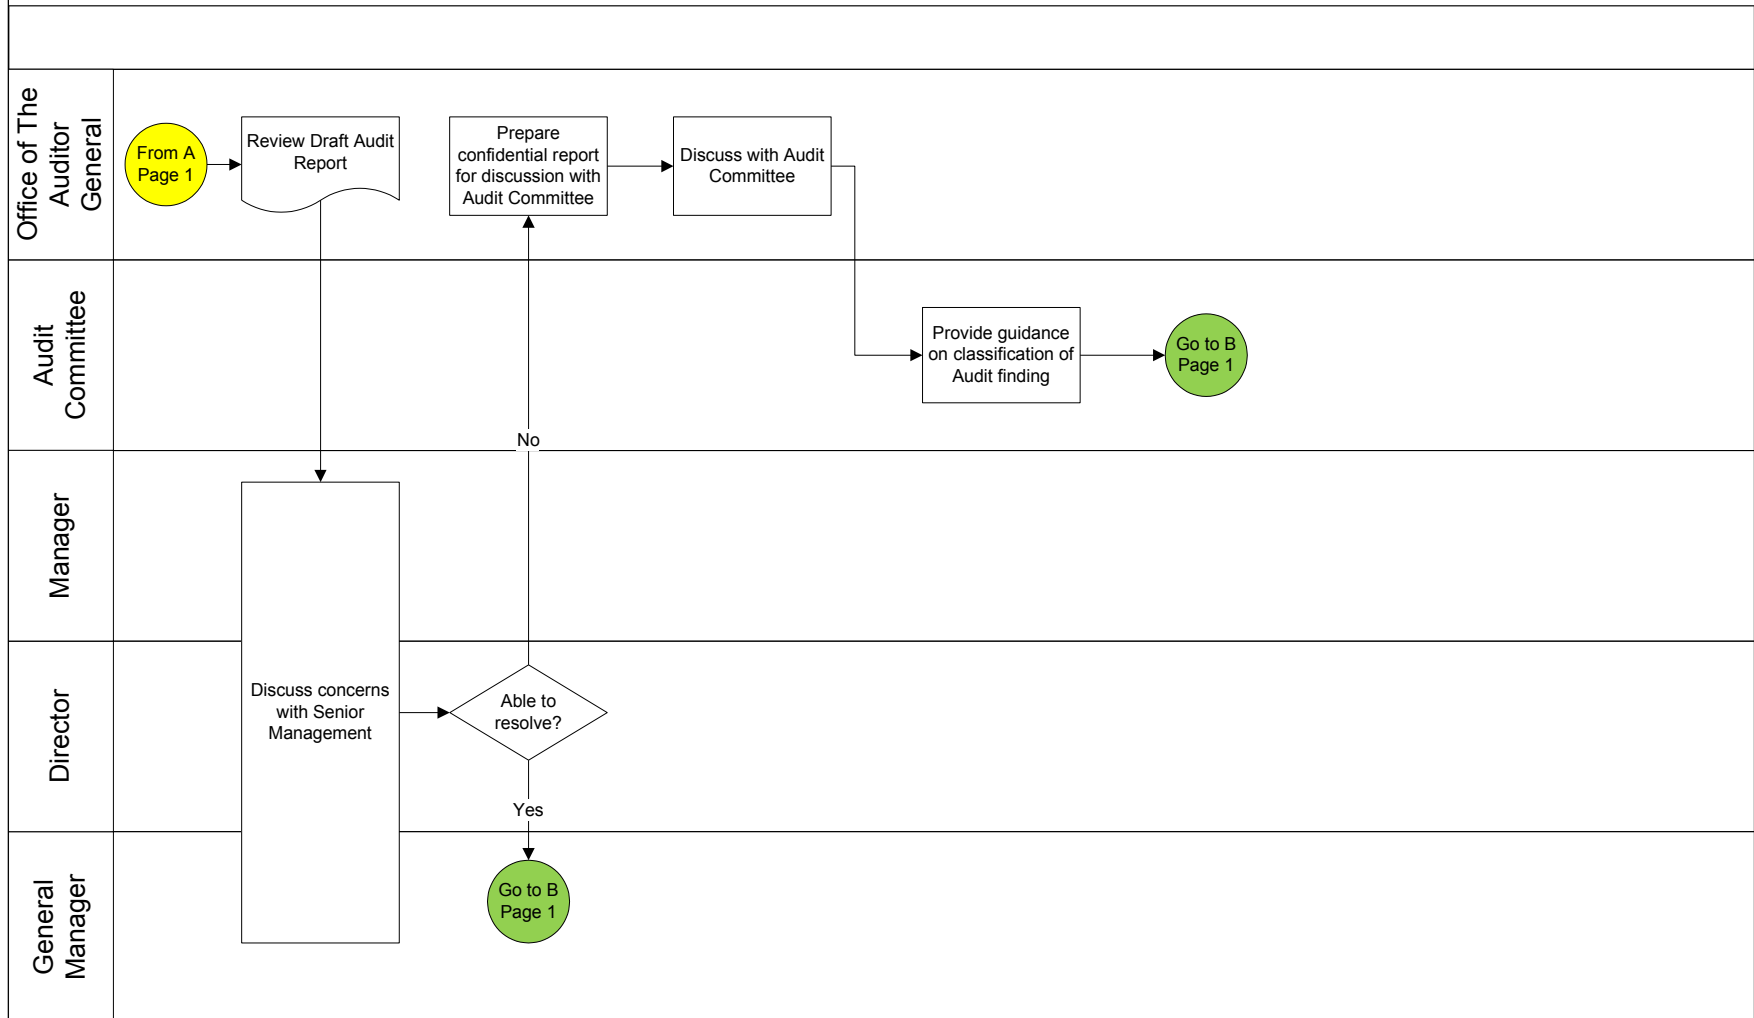 Office of The
Auditor
General
From A
Page 1
Review Draft Audit
Report
Prepare
confidential report
for discussion with
Audit Committee
Discuss with Audit
Committee
Audit
Committee
Provide guidance
on classification of
Audit finding
Go to B
Page 1
No
Manager
Director
Discuss concerns
with Senior
Management
Able to
resolve?
Yes
General
Manager
Go to B
Page 1